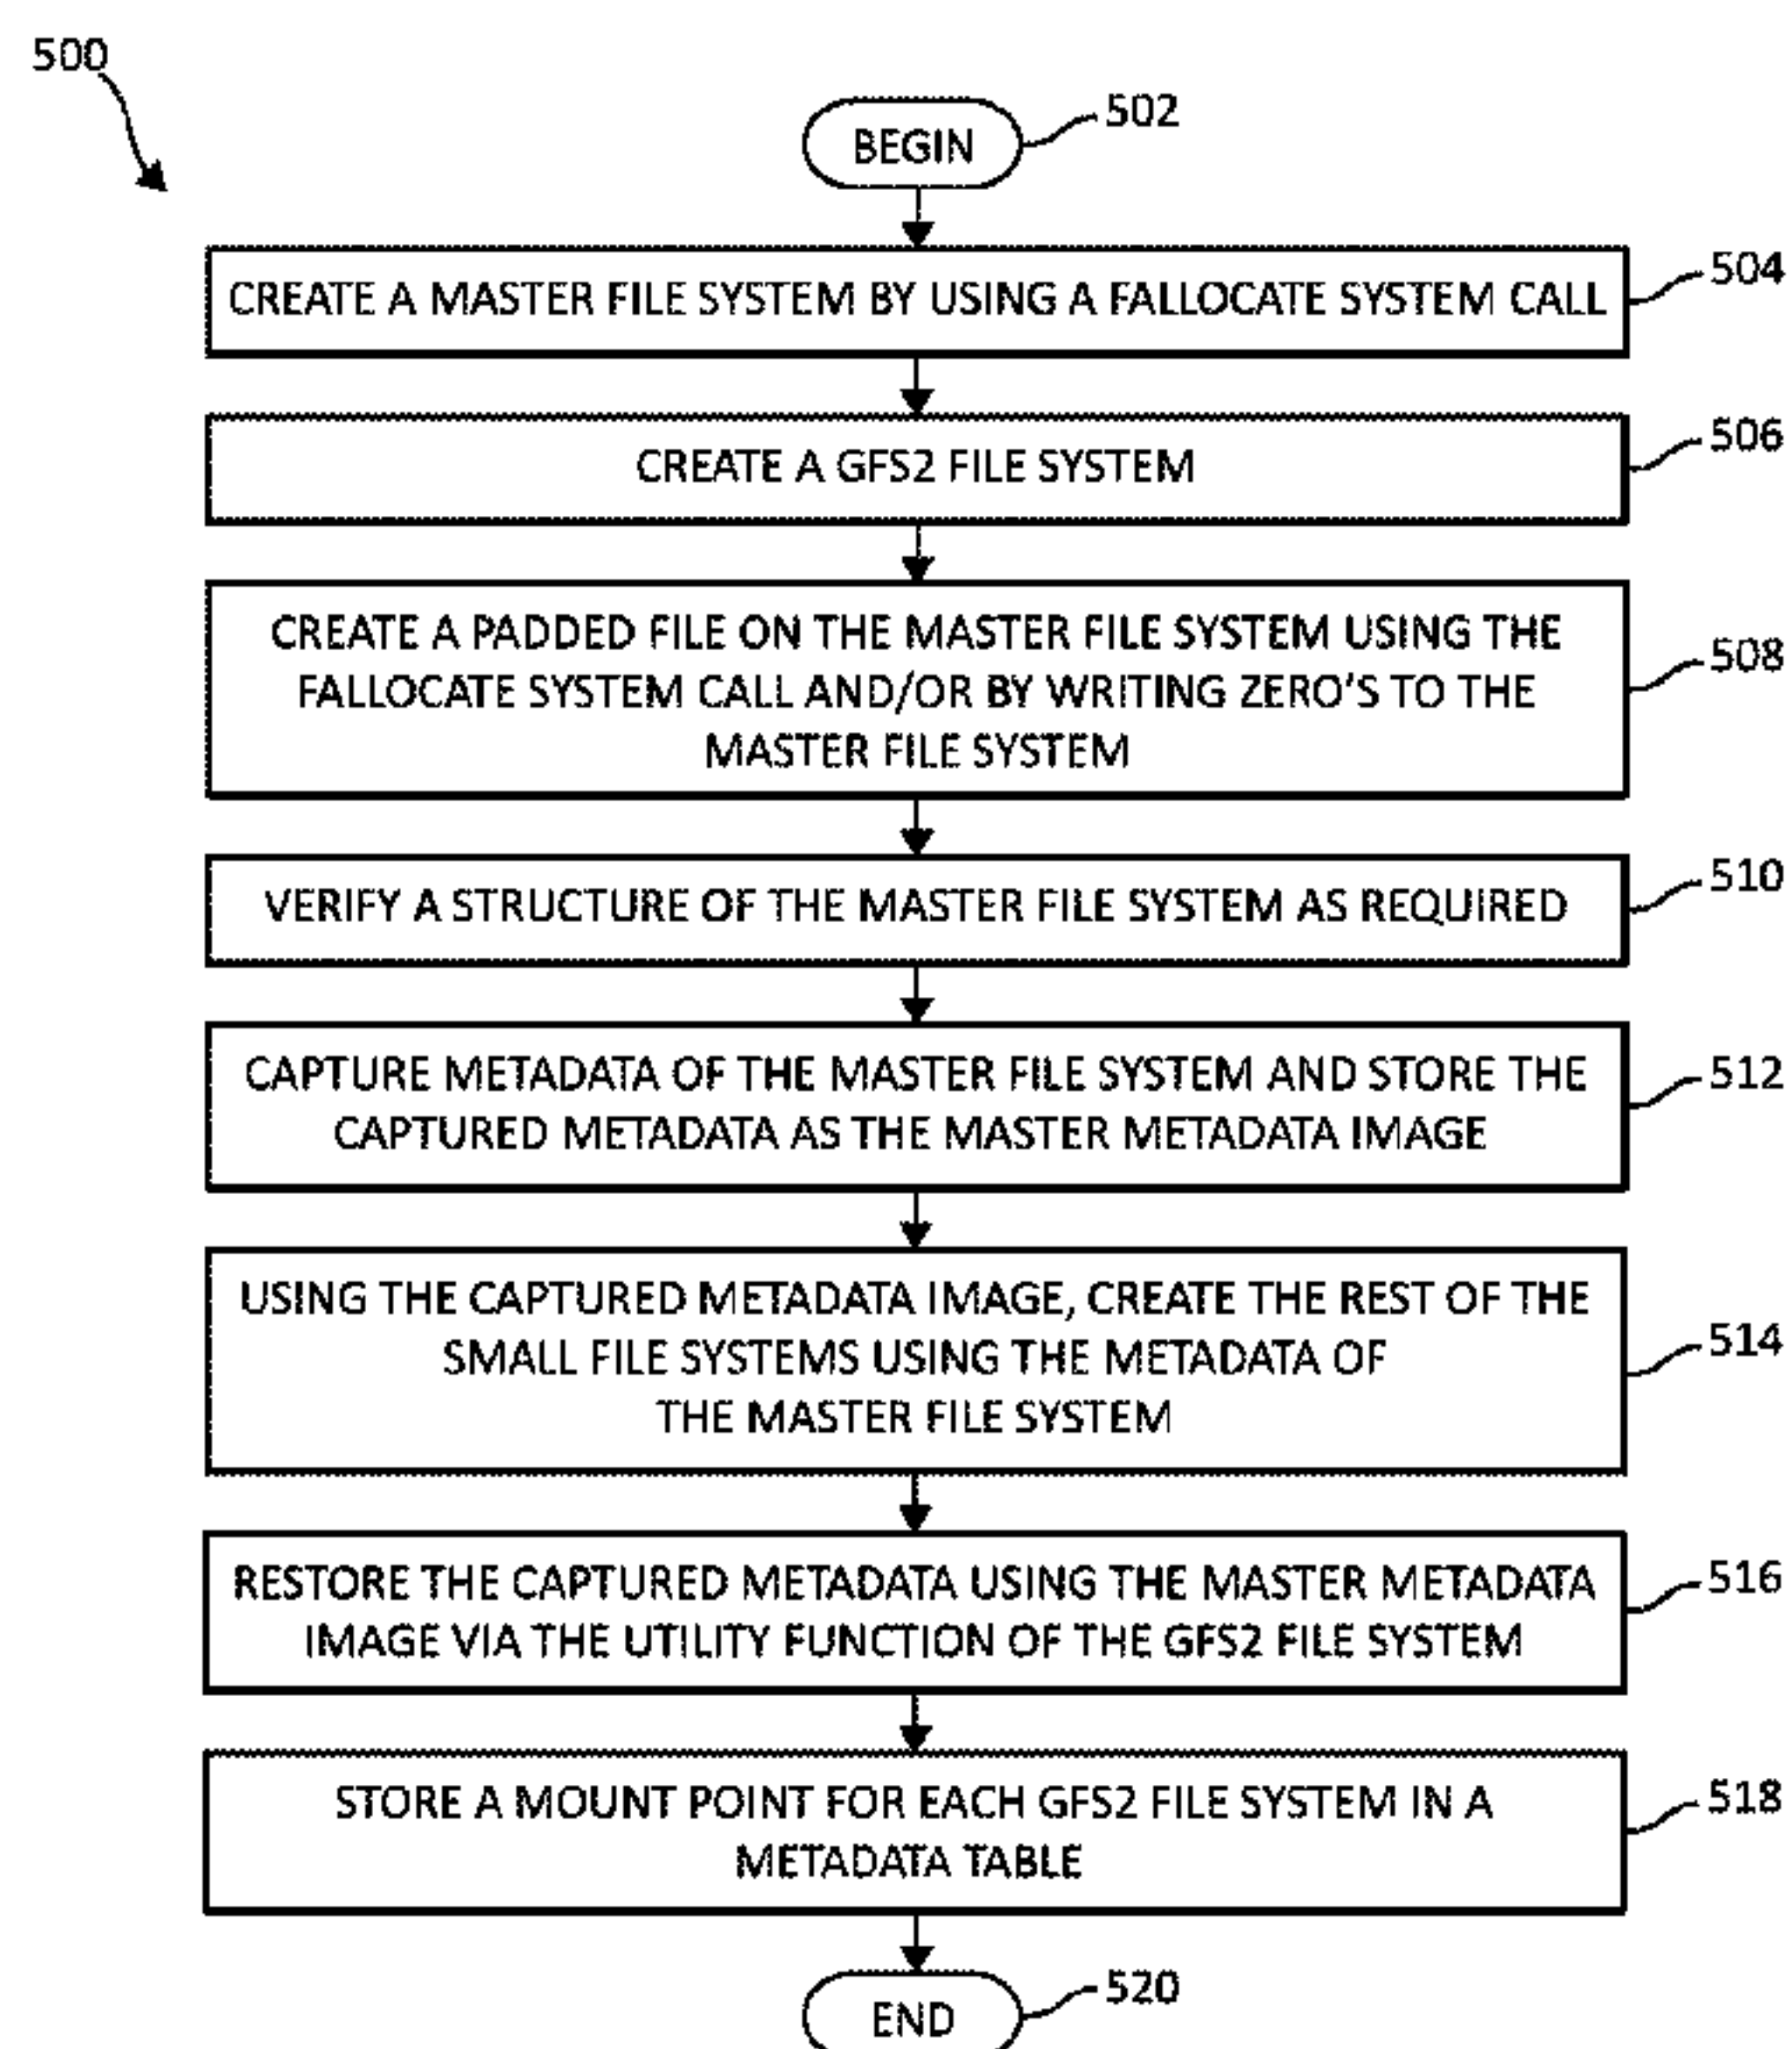 500
BEGIN
502
CREATE A MASTER FILE SYSTEM BY USING A FALLOCATE SYSTEM CALL
504
CREATE A GFS2 FILE SYSTEM
506
CREATE A PADDED FILE ON THE MASTER FILE SYSTEM USING THE
FALLOCATE SYSTEM CALL AND/OR BY WRITING ZERO'S TO THE
MASTER FILE SYSTEM
508
VERIFY A STRUCTURE OF THE MASTER FILE SYSTEM AS REQUIRED
510
CAPTURE METADATA OF THE MASTER FILE SYSTEM AND STORE THE
CAPTURED METADATA AS THE MASTER METADATA IMAGE
512
USING THE CAPTURED METADATA IMAGE, CREATE THE REST OF THE
SMALL FILE SYSTEMS USING THE METADATA OF
THE MASTER FILE SYSTEM
514
RESTORE THE CAPTURED METADATA USING THE MASTER METADATA
IMAGE VIA THE UTILITY FUNCTION OF THE GFS2 FILE SYSTEM
516
STORE A MOUNT POINT FOR EACH GFS2 FILE SYSTEM IN A
METADATA TABLE
518
END
520